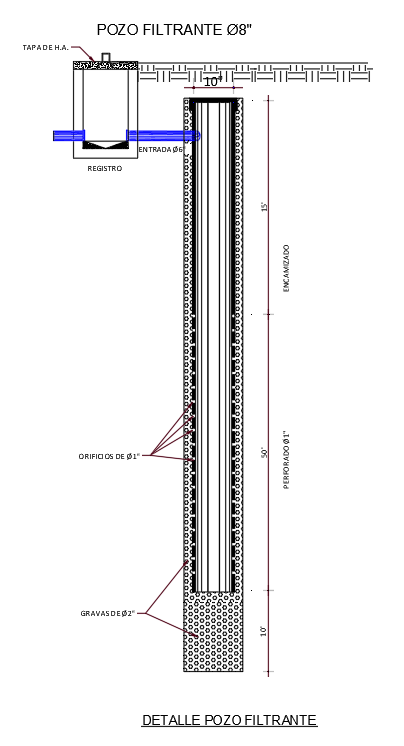 POZO FILTRANTE Ø8"
TAPA DE H.A.
10"
ENTRADA Ø6"
REGISTRO
15'
ENCAMIZADO
ORIFICIOS DE Ø1"
50'
PERFORADO Ø1"
GRAVAS DE Ø2"
10'
DETALLE POZO FILTRANTE